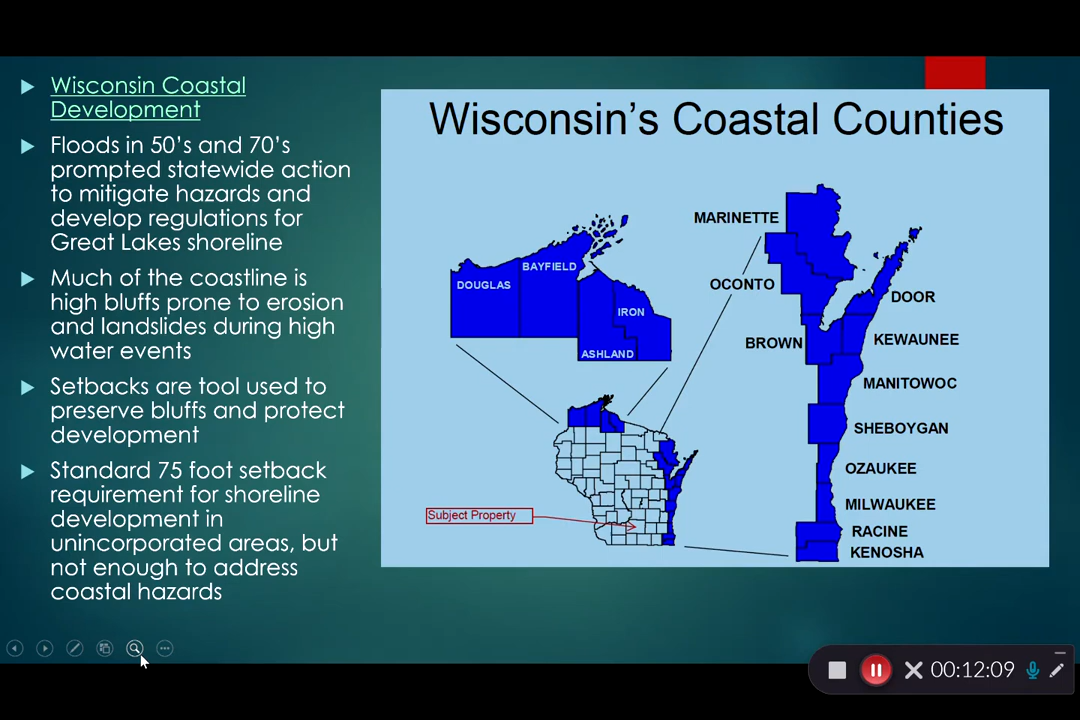 Wisconsin Coastal
Development
Floods in 50's and 70's
prompted statewide action
to mitigate hazards and
develop regulations for
Great Lakes shoreline
Much of the coastline is
high bluffs prone to erosion
and landslides during high
water events
Setbacks are tool used to
preserve bluffs and protect
development
Standard 75 foot setback
requirement for shoreline
development in
unincorporated areas, but
not enough to address
coastal hazards
Wisconsin's Coastal Counties
MARINETTE
BAYFIELD
DOUGLAS
OCONTO
DOOR
IRON
BROWN
KEWAUNEE
ASHLAND
MANITOWOC
SHEBOYGAN
OZAUKEE
MILWAUKEE
Subject Property
RACINE
KENOSHA
00:12:09